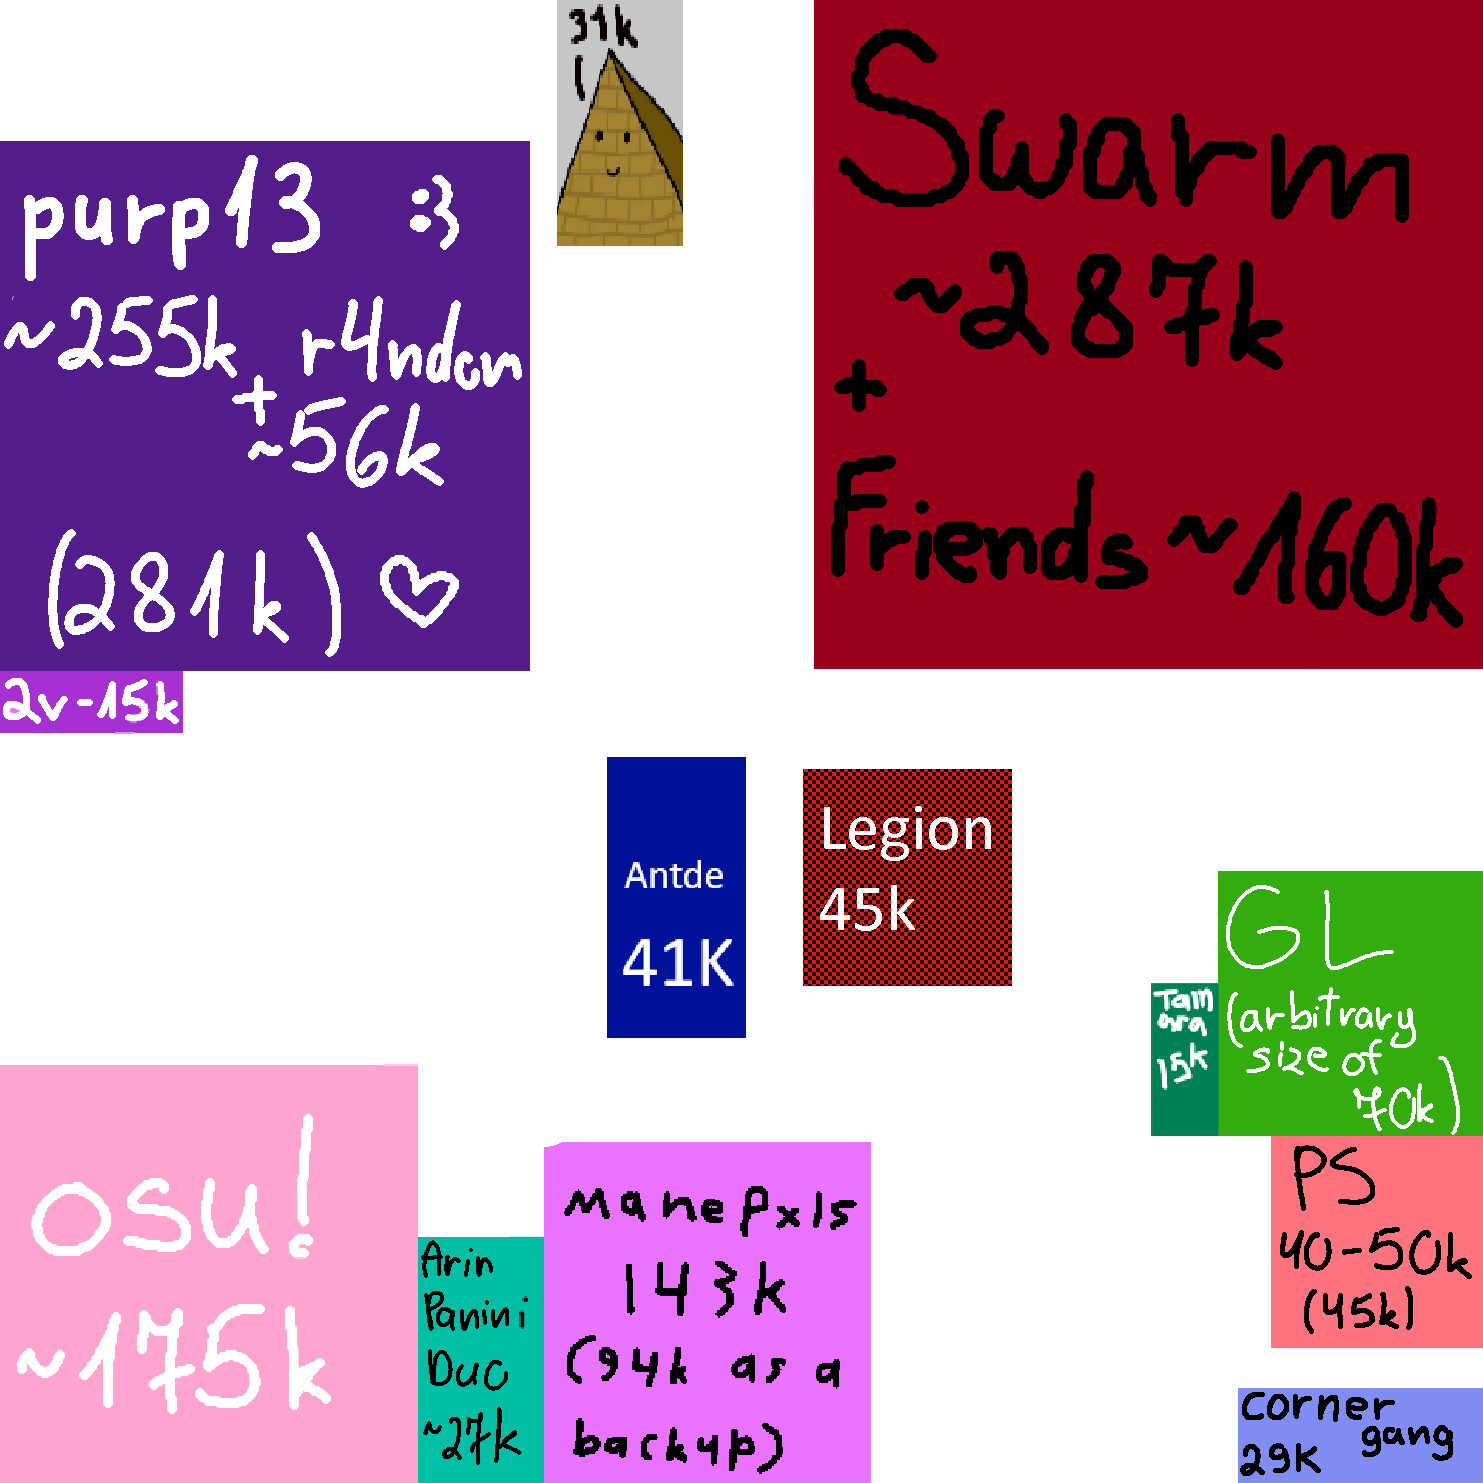 31k
(
Swarm
~287k
+
Friends ~160k
purp13 :3
~255k + r4ndom
~56k
(281k) ♡
2v-15k
Antde
41K
Legion
45k
GL
(arbitrary
size of
70k)
Tam
ara
15k
PS
40-50k
(45k)
corner
gang
29K
osu!
~175k
Arin
Panini
Duo
~27k
manepxls
143k
(94k as a
backup)